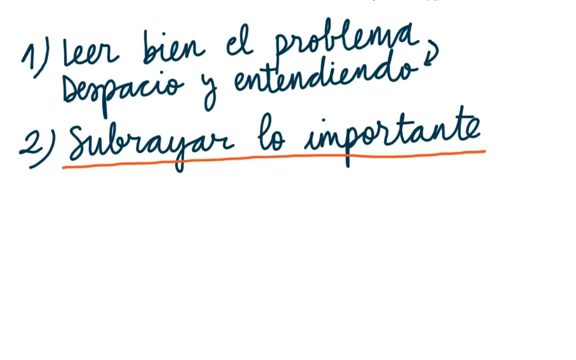 1) Leer bien el problema
Despacio y entendiendo
2) Subrayar lo importante